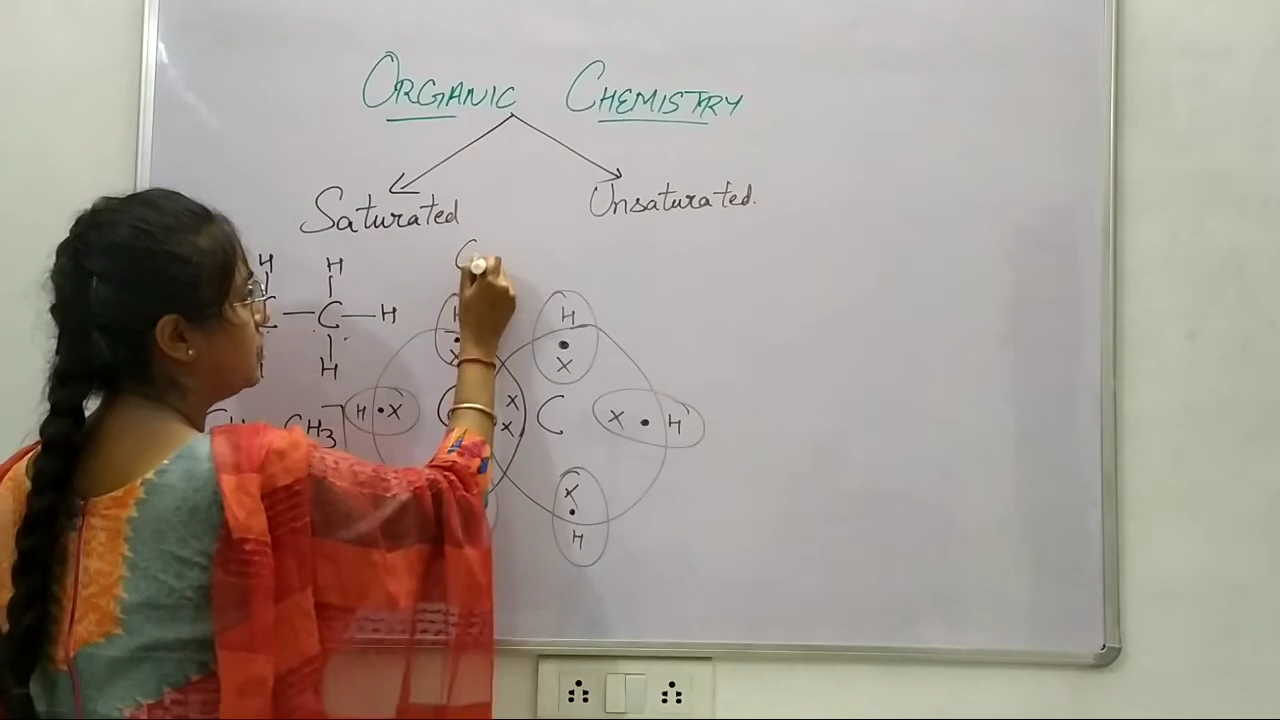 ORGANIC CHEMISTRY
Saturated Unsaturated.
H H H H
C — C — H
H X X
H X X C X H
CH3 X X
H H